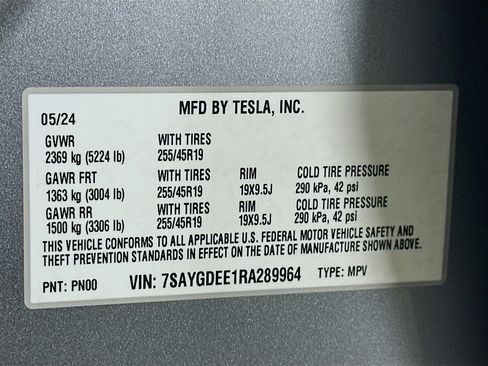 05/24 MFD BY TESLA, INC.
GVWR WITH TIRES
2369 kg (5224 lb) 255/45R19
GAWR FRT WITH TIRES RIM COLD TIRE PRESSURE
1363 kg (3004 lb) 255/45R19 19X9.5J 290 kPa, 42 psi
GAWR RR WITH TIRES RIM COLD TIRE PRESSURE
1500 kg (3306 lb) 255/45R19 19X9.5J 290 kPa, 42 psi
THIS VEHICLE CONFORMS TO ALL APPLICABLE U.S. FEDERAL MOTOR VEHICLE SAFETY AND
THEFT PREVENTION STANDARDS IN EFFECT ON THE DATE OF MANUFACTURE SHOWN ABOVE.
PNT: PN00 VIN: 7SAYGDEE1RA289964 TYPE: MPV